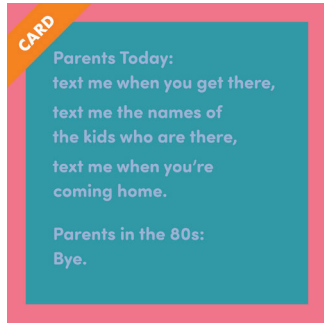 CARD
Parents Today:
text me when you get there,
text me the names of
the kids who are there,
text me when you’re
coming home.
Parents in the 80s:
Bye.